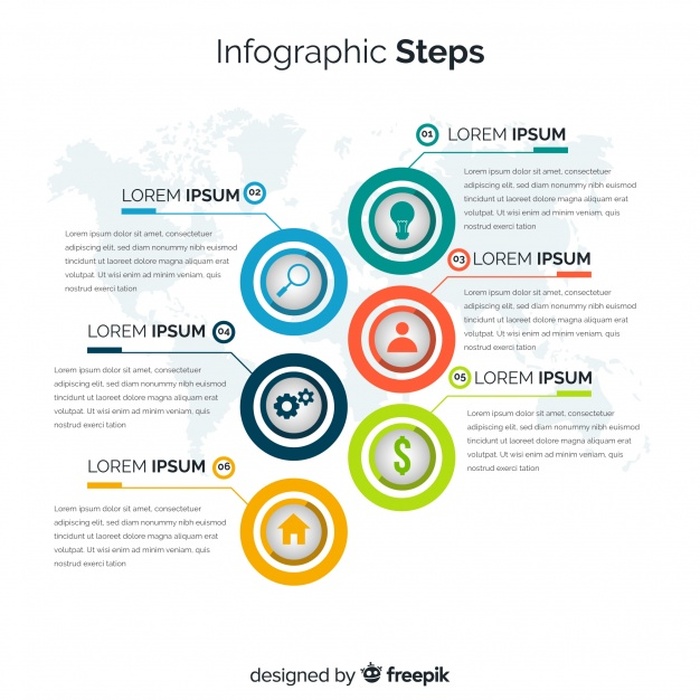 Infographic Steps
01 LOREM IPSUM
Lorem ipsum dolor sit amet, consectetuer
adipiscing elit, sed diam nonummy nibh euismod
tincidunt ut laoreet dolore magna aliquam erat
volutpat. Ut wisi enim ad minim veniam, quis
nostrud exerci tation
LOREM IPSUM 02
Lorem ipsum dolor sit amet, consectetuer
adipiscing elit, sed diam nonummy nibh euismod
tincidunt ut laoreet dolore magna aliquam erat
volutpat. Ut wisi enim ad minim veniam, quis
nostrud exerci tation
03 LOREM IPSUM
Lorem ipsum dolor sit amet, consectetuer
adipiscing elit, sed diam nonummy nibh euismod
tincidunt ut laoreet dolore magna aliquam erat
volutpat. Ut wisi enim ad minim veniam, quis
nostrud exerci tation
LOREM IPSUM 04
Lorem ipsum dolor sit amet, consectetuer
adipiscing elit, sed diam nonummy nibh euismod
tincidunt ut laoreet dolore magna aliquam erat
volutpat. Ut wisi enim ad minim veniam, quis
nostrud exerci tation
05 LOREM IPSUM
Lorem ipsum dolor sit amet, consectetuer
adipiscing elit, sed diam nonummy nibh euismod
tincidunt ut laoreet dolore magna aliquam erat
volutpat. Ut wisi enim ad minim veniam, quis
nostrud exerci tation
$
LOREM IPSUM 06
Lorem ipsum dolor sit amet, consectetuer
adipiscing elit, sed diam nonummy nibh euismod
tincidunt ut laoreet dolore magna aliquam erat
volutpat. Ut wisi enim ad minim veniam, quis
nostrud exerci tation
designed by freepik